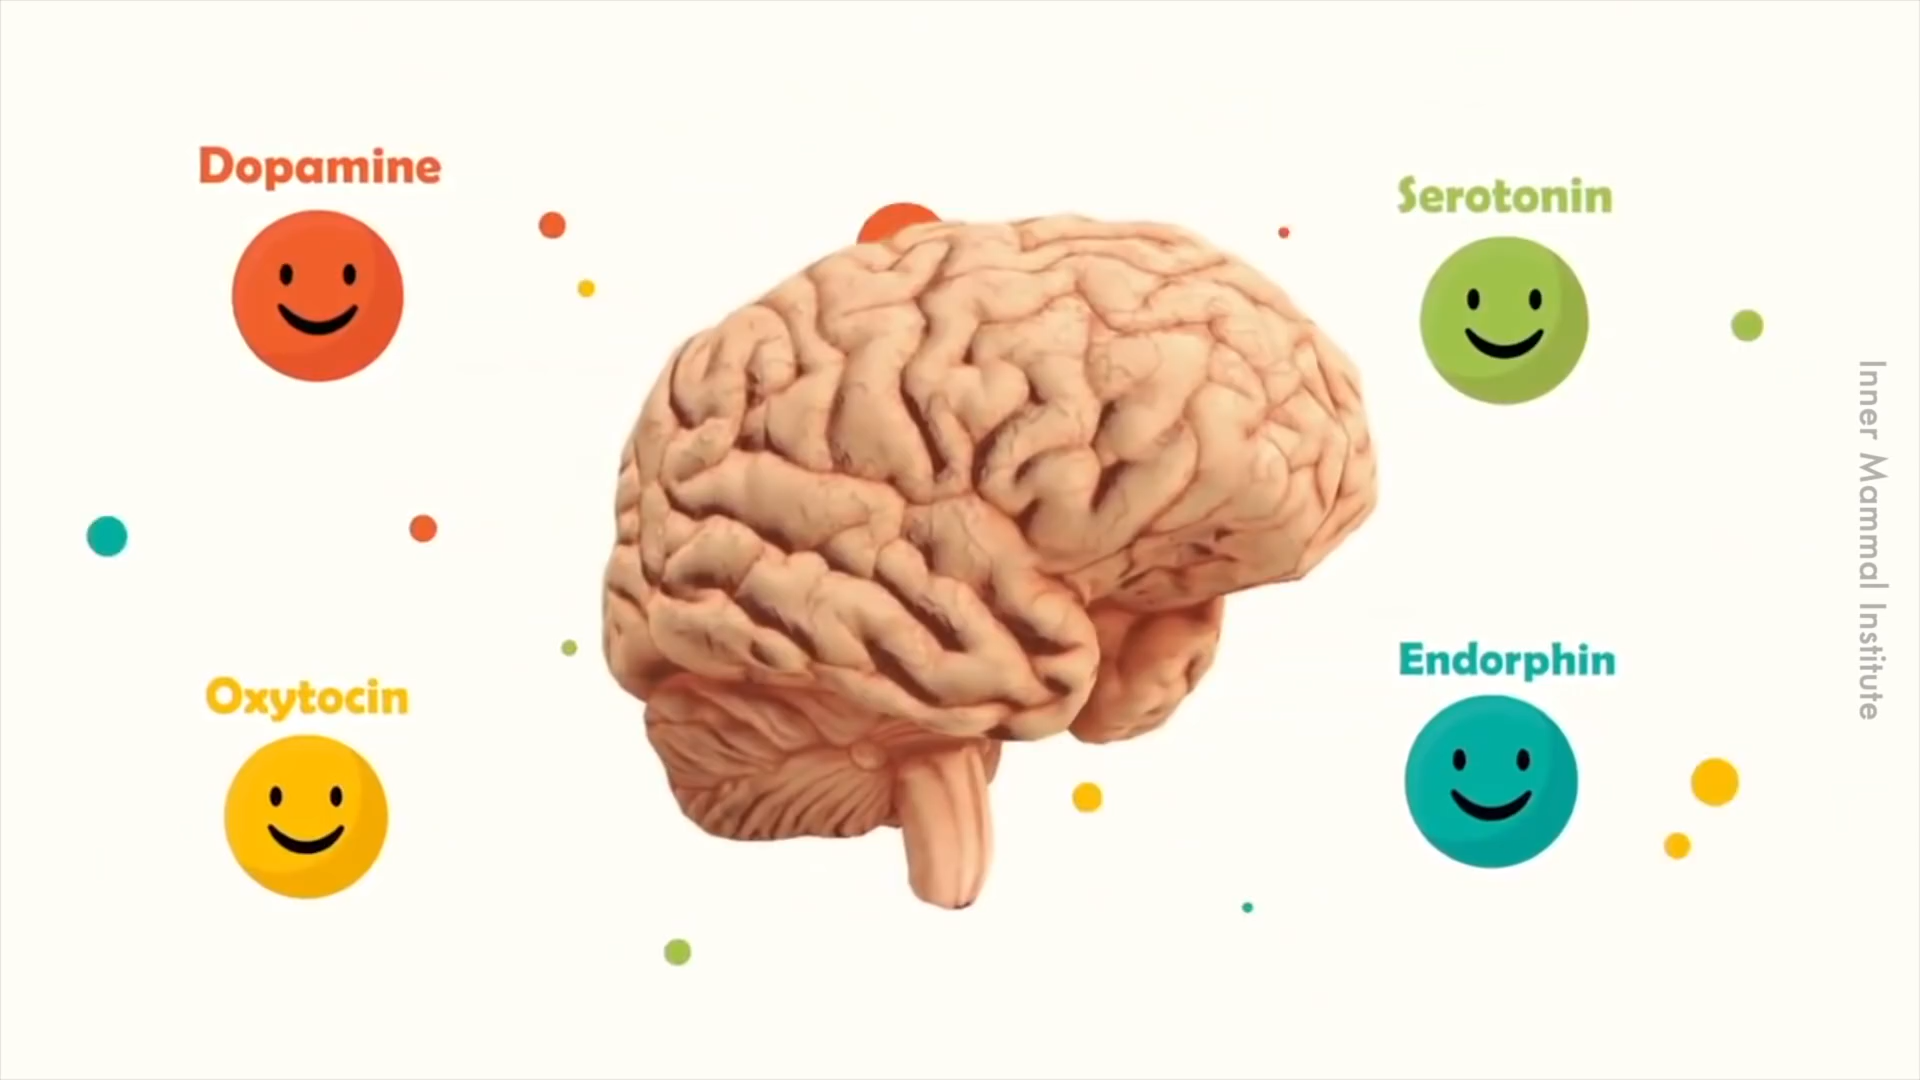 Dopamine
Serotonin
Oxytocin
Endorphin
Inner Mammal Institute